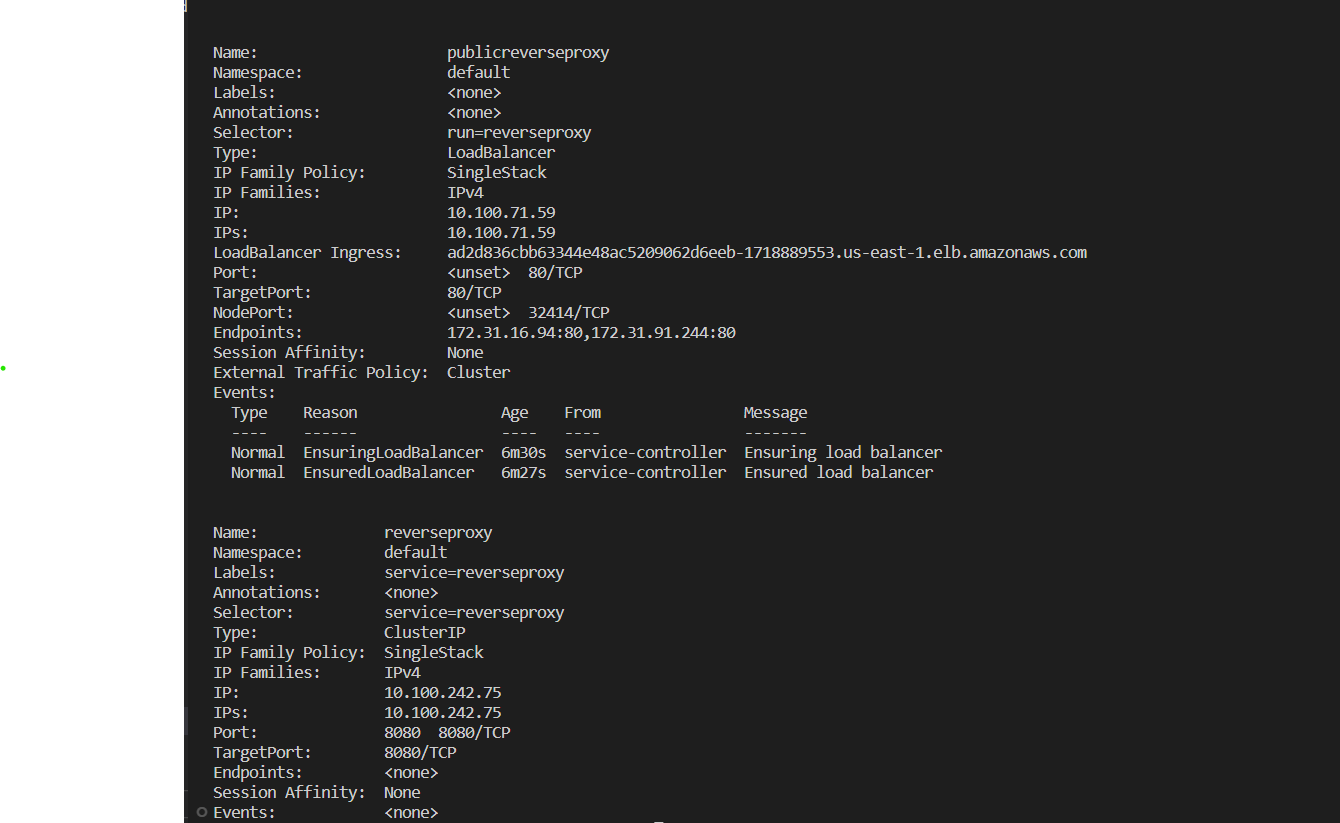 Name: publicreverseproxy
Namespace: default
Labels: <none>
Annotations: <none>
Selector: run=reverseproxy
Type: LoadBalancer
IP Family Policy: SingleStack
IP Families: IPv4
IP: 10.100.71.59
IPs: 10.100.71.59
LoadBalancer Ingress: ad2d836cbb63344e48ac5209062d6eeb-1718889553.us-east-1.elb.amazonaws.com
Port: <unset> 80/TCP
TargetPort: 80/TCP
NodePort: <unset> 32414/TCP
Endpoints: 172.31.16.94:80,172.31.91.244:80
Session Affinity: None
External Traffic Policy: Cluster
Events:
Type Reason Age From Message
---- ------ ---- ---- -------
Normal EnsuringLoadBalancer 6m30s service-controller Ensuring load balancer
Normal EnsuredLoadBalancer 6m27s service-controller Ensured load balancer
Name: reverseproxy
Namespace: default
Labels: service=reverseproxy
Annotations: <none>
Selector: service=reverseproxy
Type: ClusterIP
IP Family Policy: SingleStack
IP Families: IPv4
IP: 10.100.242.75
IPs: 10.100.242.75
Port: 8080 8080/TCP
TargetPort: 8080/TCP
Endpoints: <none>
Session Affinity: None
Events: <none>